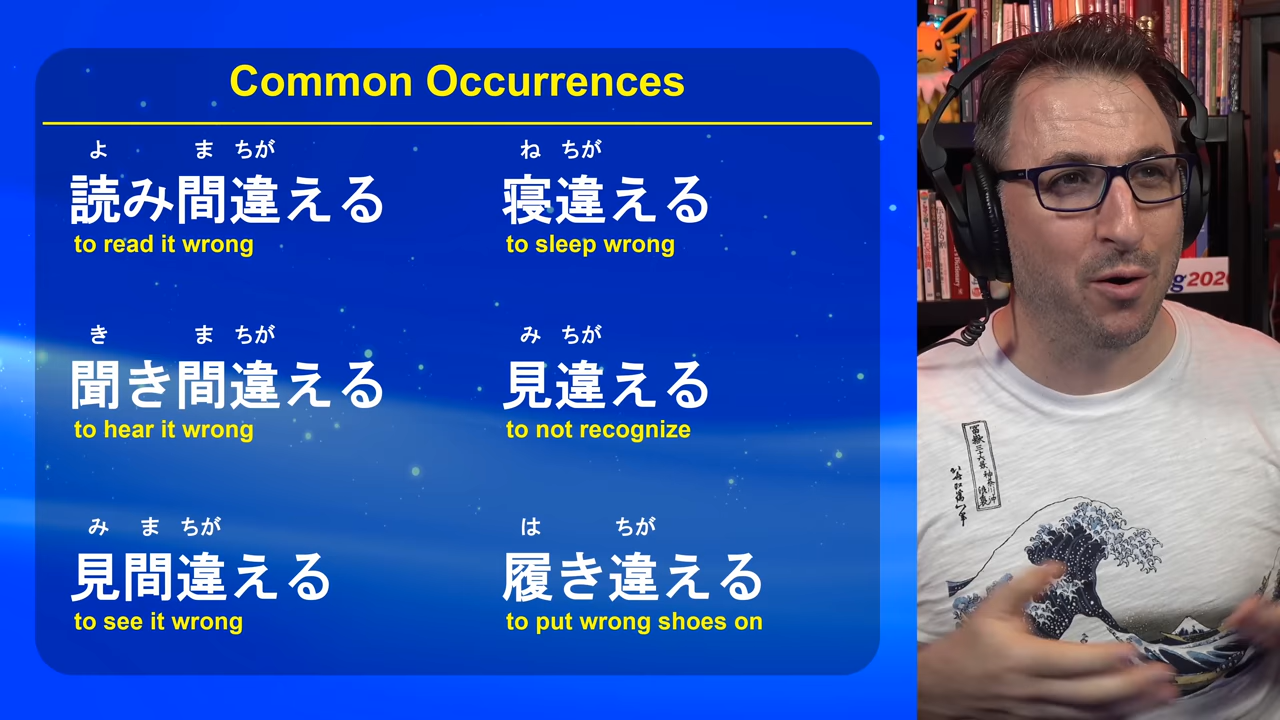 Common Occurrences
よ ま ちが
読み間違える
to read it wrong
ね ちが
寝違える
to sleep wrong
き ま ちが
聞き間違える
to hear it wrong
み ちが
見違える
to not recognize
み ま ちが
見間違える
to see it wrong
は ちが
履き違える
to put wrong shoes on